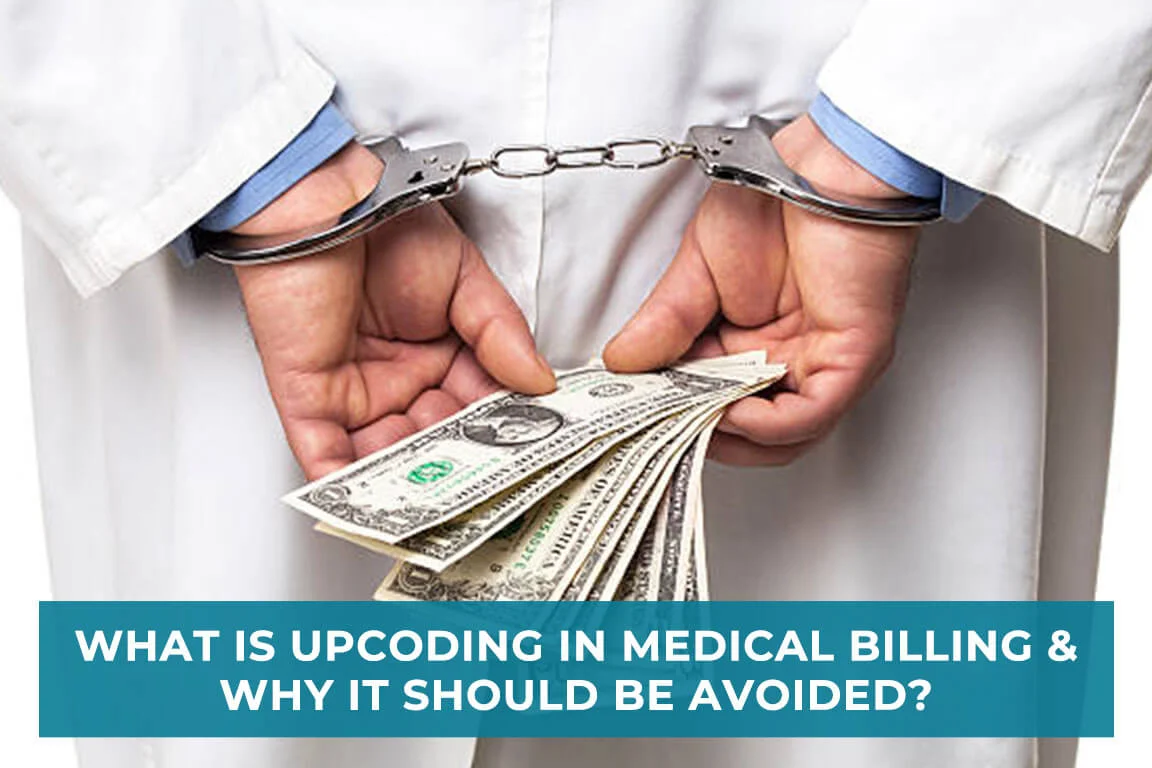 WHAT IS UPCODING IN MEDICAL BILLING &
WHY IT SHOULD BE AVOIDED?